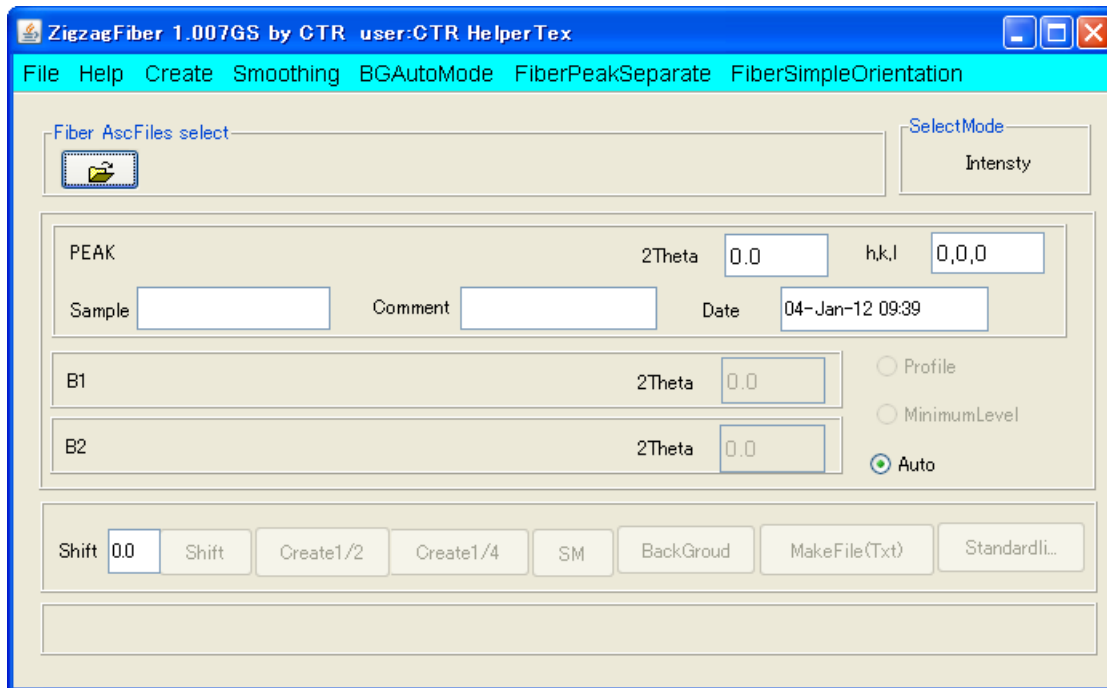 ZigzagFiber 1.007GS by CTR user:CTR HelperTex
File Help Create Smoothing BGAutoMode FiberPeakSeparate FiberSimpleOrientation
Fiber AscFiles select
SelectMode
Intensty
PEAK 2Theta 0.0 h,k,l 0,0,0
Sample Comment Date 04-Jan-12 09:39
B1 2Theta 0.0
Profile
MinimumLevel
B2 2Theta 0.0
Auto
Shift 0.0 Shift Create1/2 Create1/4 SM BackGroud MakeFile(Txt) Standardli...